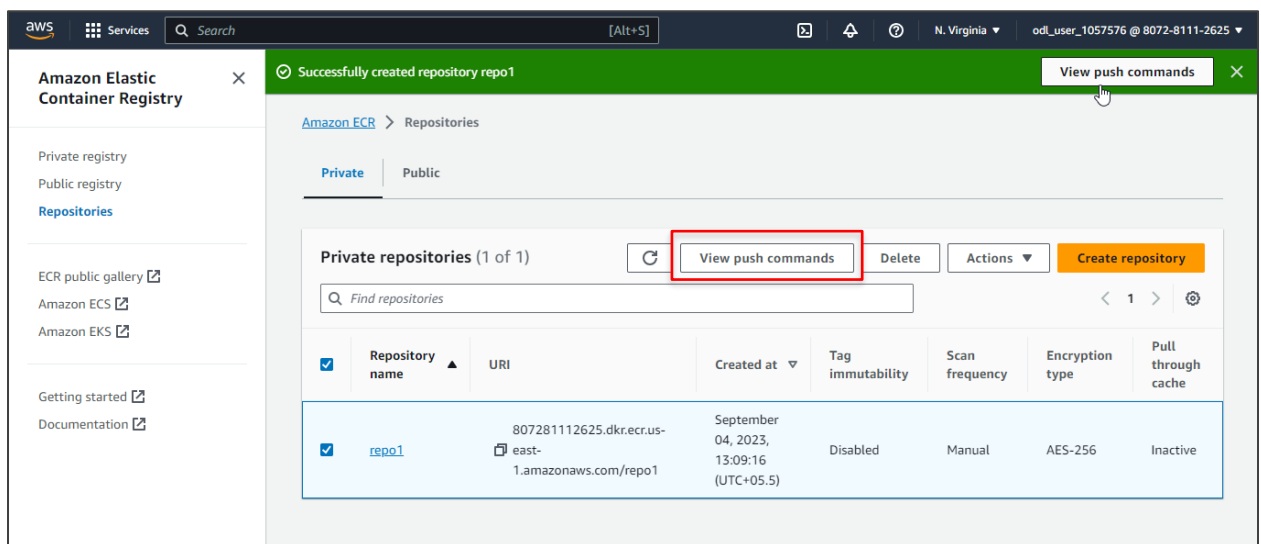 aws
Services
Search
[Alt+S]
N. Virginia ▼
odl_user_1057576 @ 8072-8111-2625 ▼
Amazon Elastic
Container Registry
Private registry
Public registry
Repositories
ECR public gallery
Amazon ECS
Amazon EKS
Getting started
Documentation
Successfully created repository repo1
View push commands
Amazon ECR > Repositories
Private
Public
Private repositories (1 of 1)
View push commands
Delete
Actions ▼
Create repository
Find repositories
< 1 >
Repository
name ▲
URI
Created at ▽
Tag
immutability
Scan
frequency
Encryption
type
Pull
through
cache
repo1
807281112625.dkr.ecr.us-
east-
1.amazonaws.com/repo1
September
04, 2023,
13:09:16
(UTC+05.5)
Disabled
Manual
AES-256
Inactive